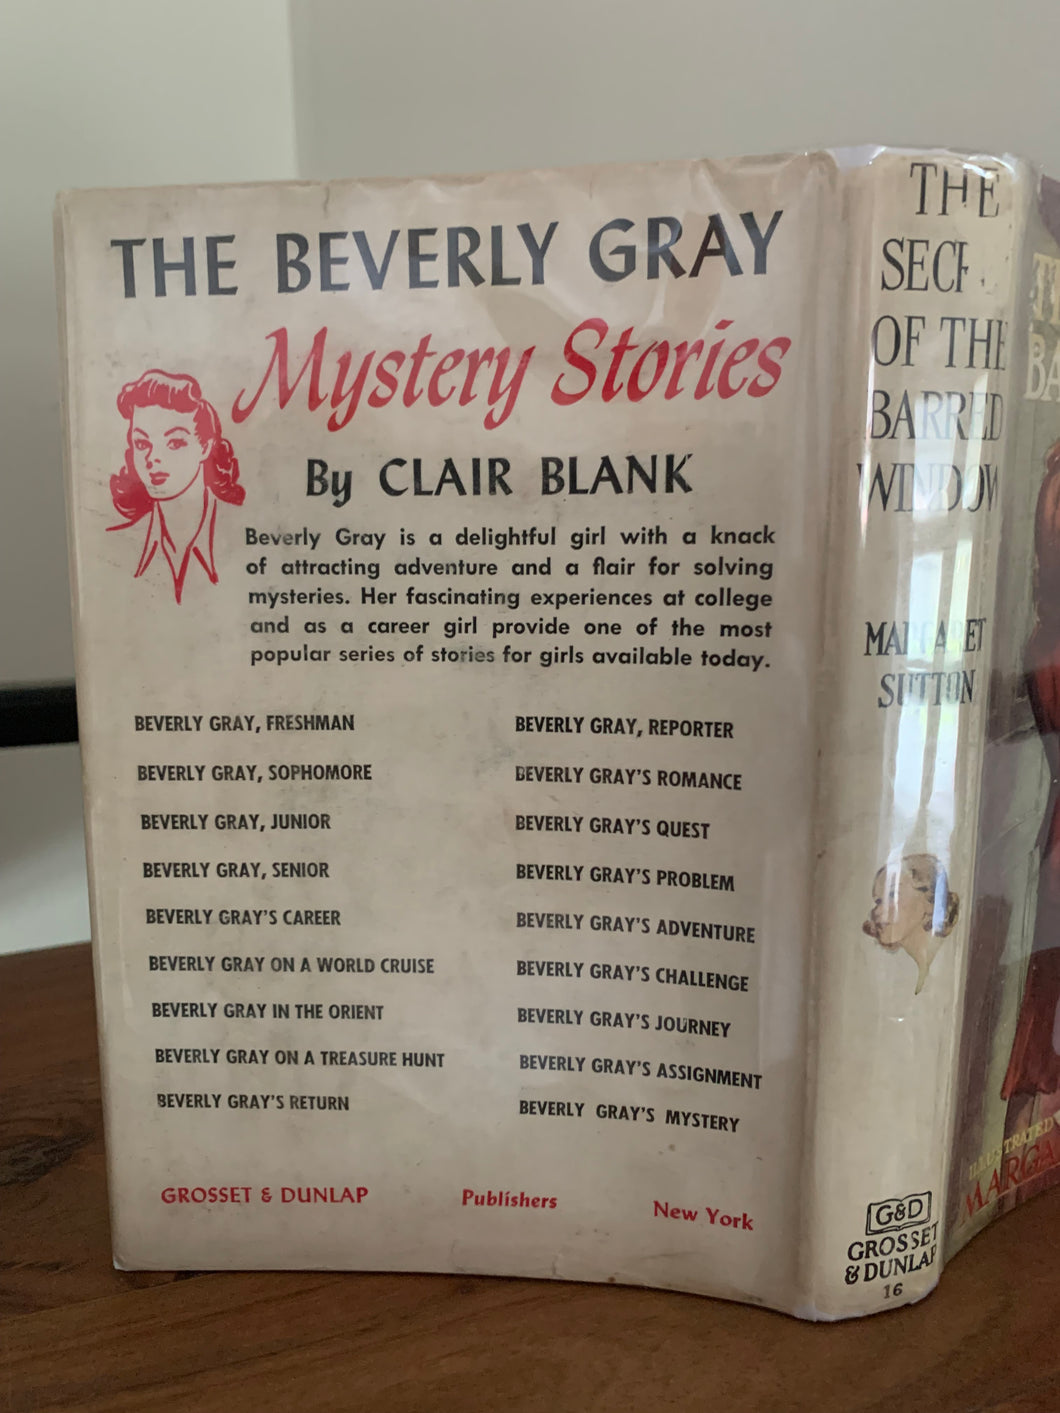 THE BEVERLY GRAY
Mystery Stories
By CLAIR BLANK
Beverly Gray is a delightful girl with a knack
of attracting adventure and a flair for solving
mysteries. Her fascinating experiences at college
and as a career girl provide one of the most
popular series of stories for girls available today.
BEVERLY GRAY, FRESHMAN
BEVERLY GRAY, SOPHOMORE
BEVERLY GRAY, JUNIOR
BEVERLY GRAY, SENIOR
BEVERLY GRAY'S CAREER
BEVERLY GRAY ON A WORLD CRUISE
BEVERLY GRAY IN THE ORIENT
BEVERLY GRAY ON A TREASURE HUNT
BEVERLY GRAY'S RETURN
BEVERLY GRAY, REPORTER
BEVERLY GRAY'S ROMANCE
BEVERLY GRAY'S QUEST
BEVERLY GRAY'S PROBLEM
BEVERLY GRAY'S ADVENTURE
BEVERLY GRAY'S CHALLENGE
BEVERLY GRAY'S JOURNEY
BEVERLY GRAY'S ASSIGNMENT
BEVERLY GRAY'S MYSTERY
GROSSET & DUNLAP Publishers New York
THE
SECR
OF THE
BARRED
WINDOW
MARGARET
SUTTON
G&D
GROSSET
& DUNLAP
16
ILLUSTRATED